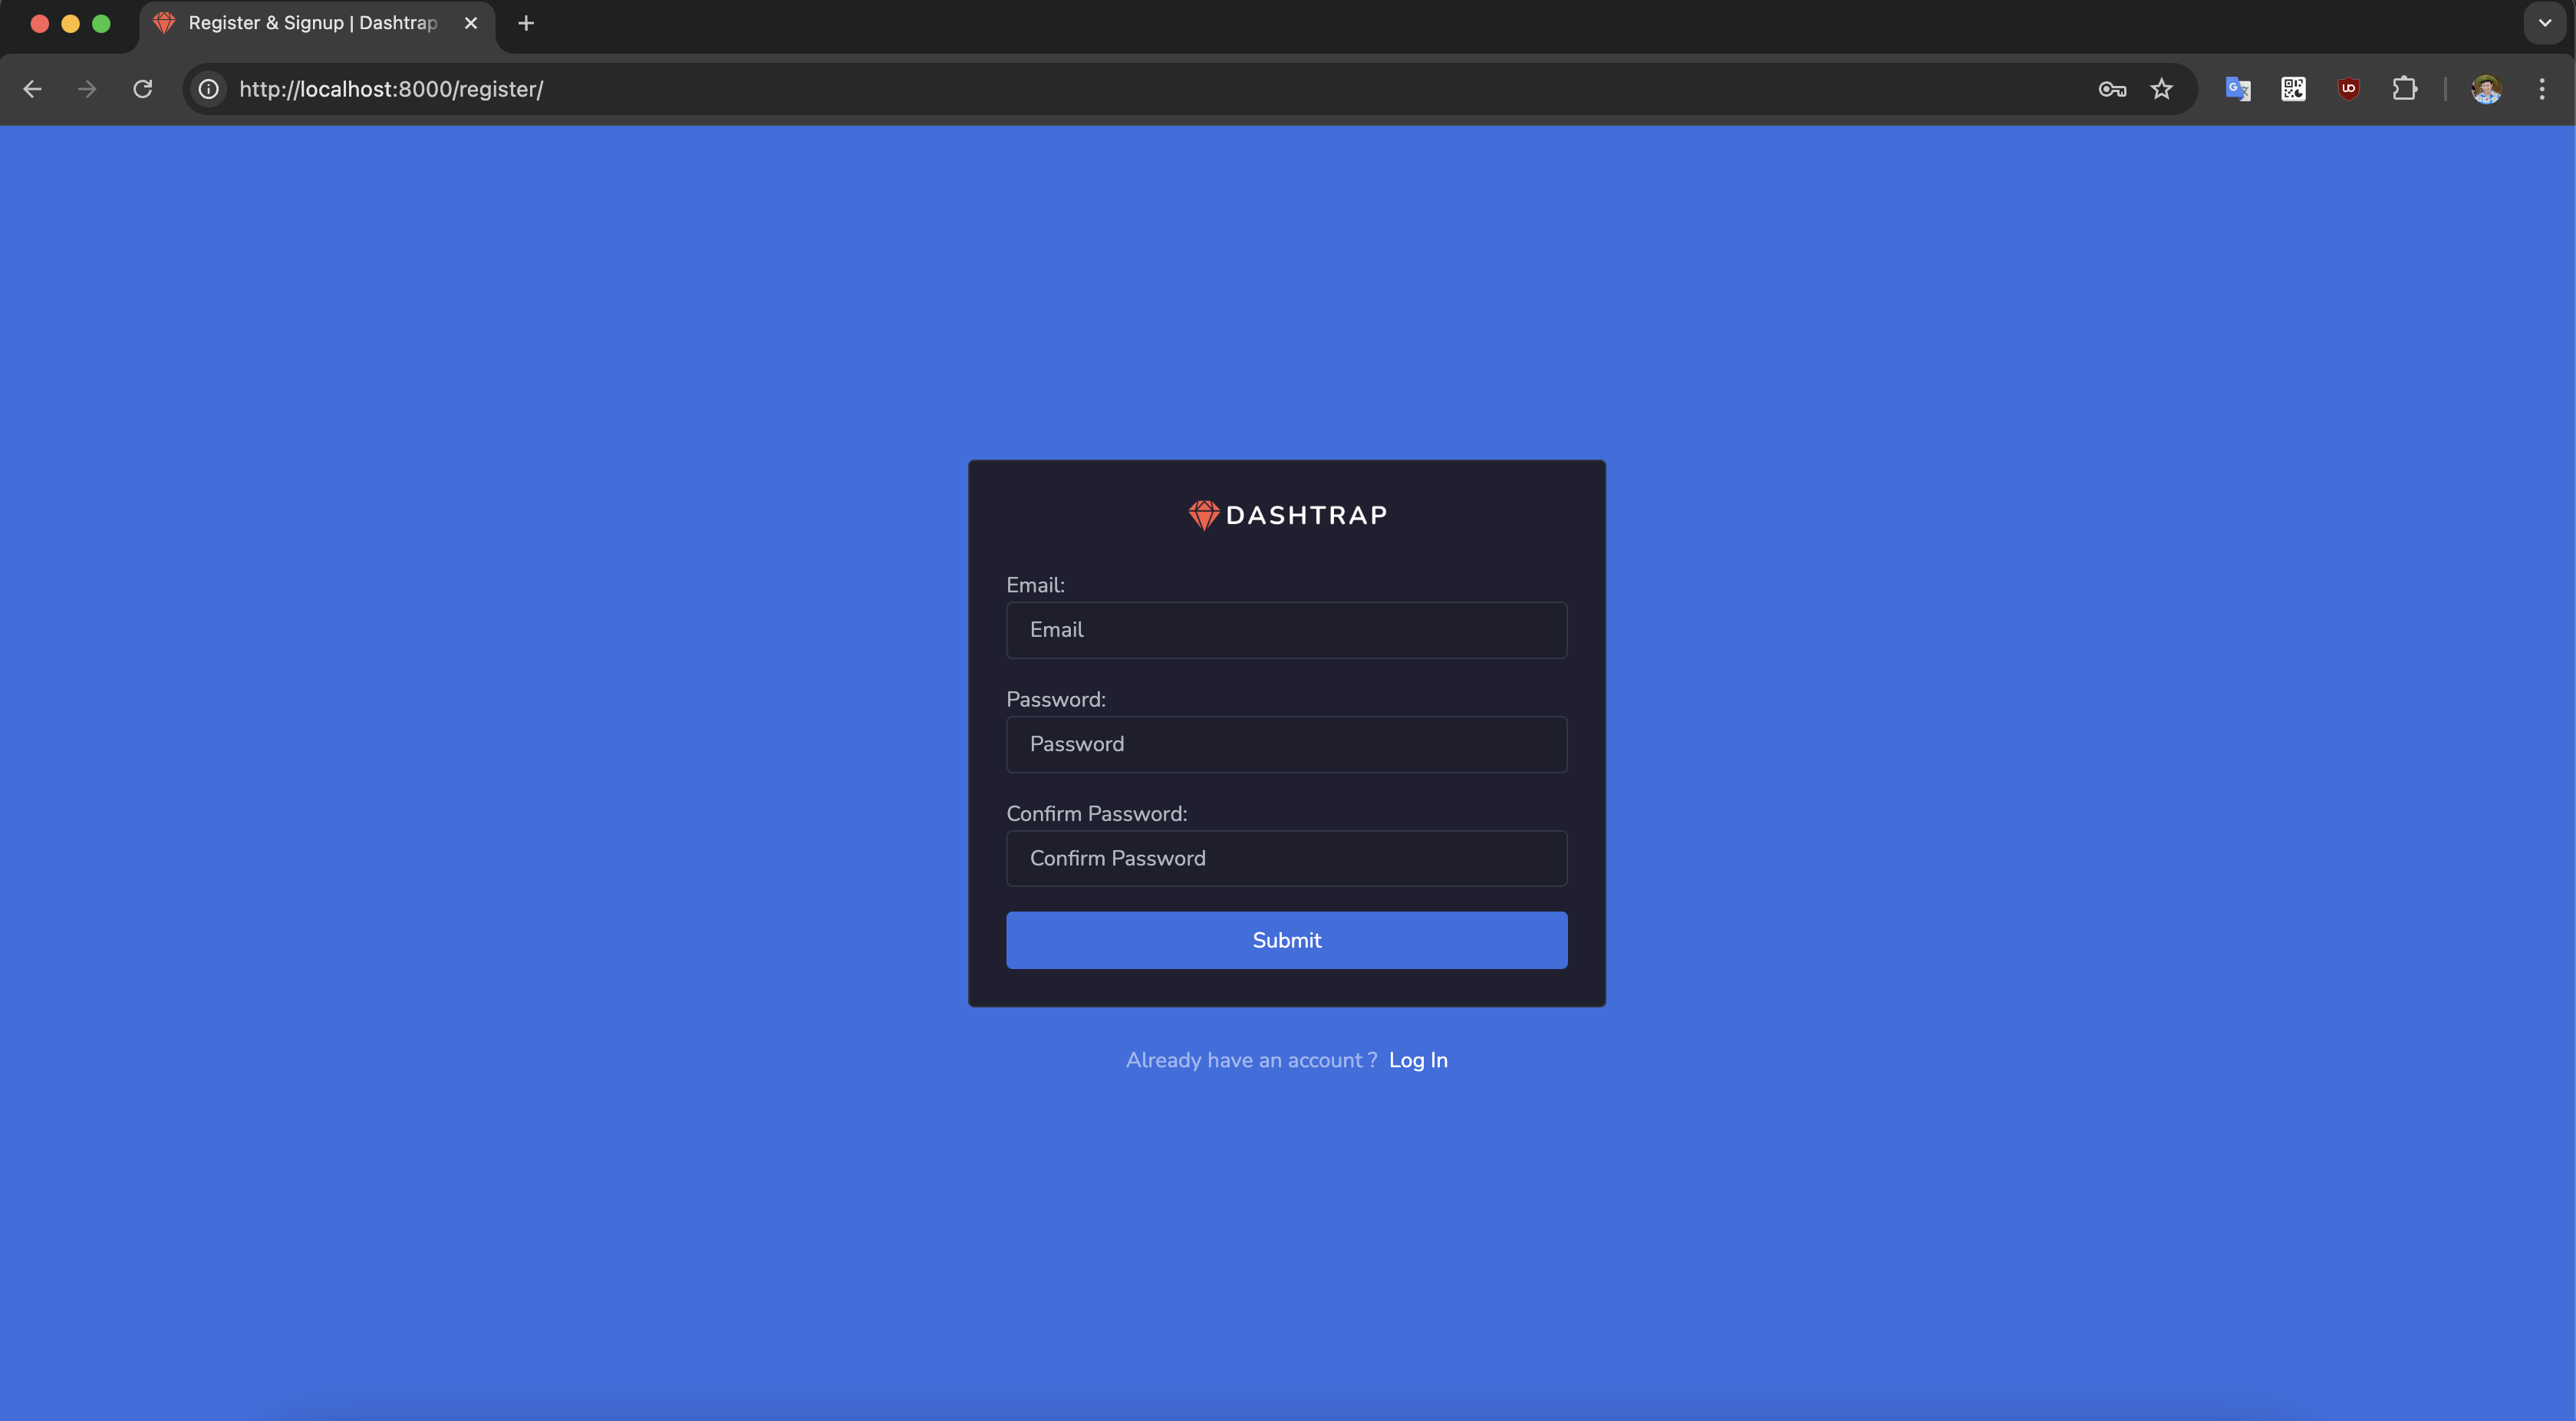 Register & Signup | Dashtrap
http://localhost:8000/register/
DASHTRAP
Email:
Email
Password:
Password
Confirm Password:
Confirm Password
Submit
Already have an account ? Log In